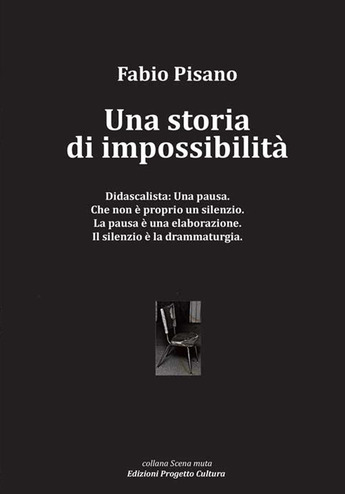 Fabio Pisano
Una storia
di impossibilità
Didascalista: Una pausa.
Che non è proprio un silenzio.
La pausa è una elaborazione.
Il silenzio è la drammaturgia.
collana Scena muta
Edizioni Progetto Cultura